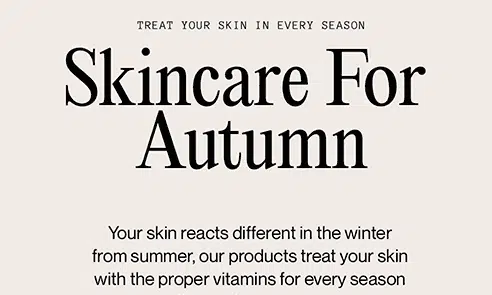 TREAT YOUR SKIN IN EVERY SEASON
Skincare For
Autumn
Your skin reacts different in the winter
from summer, our products treat your skin
with the proper vitamins for every season